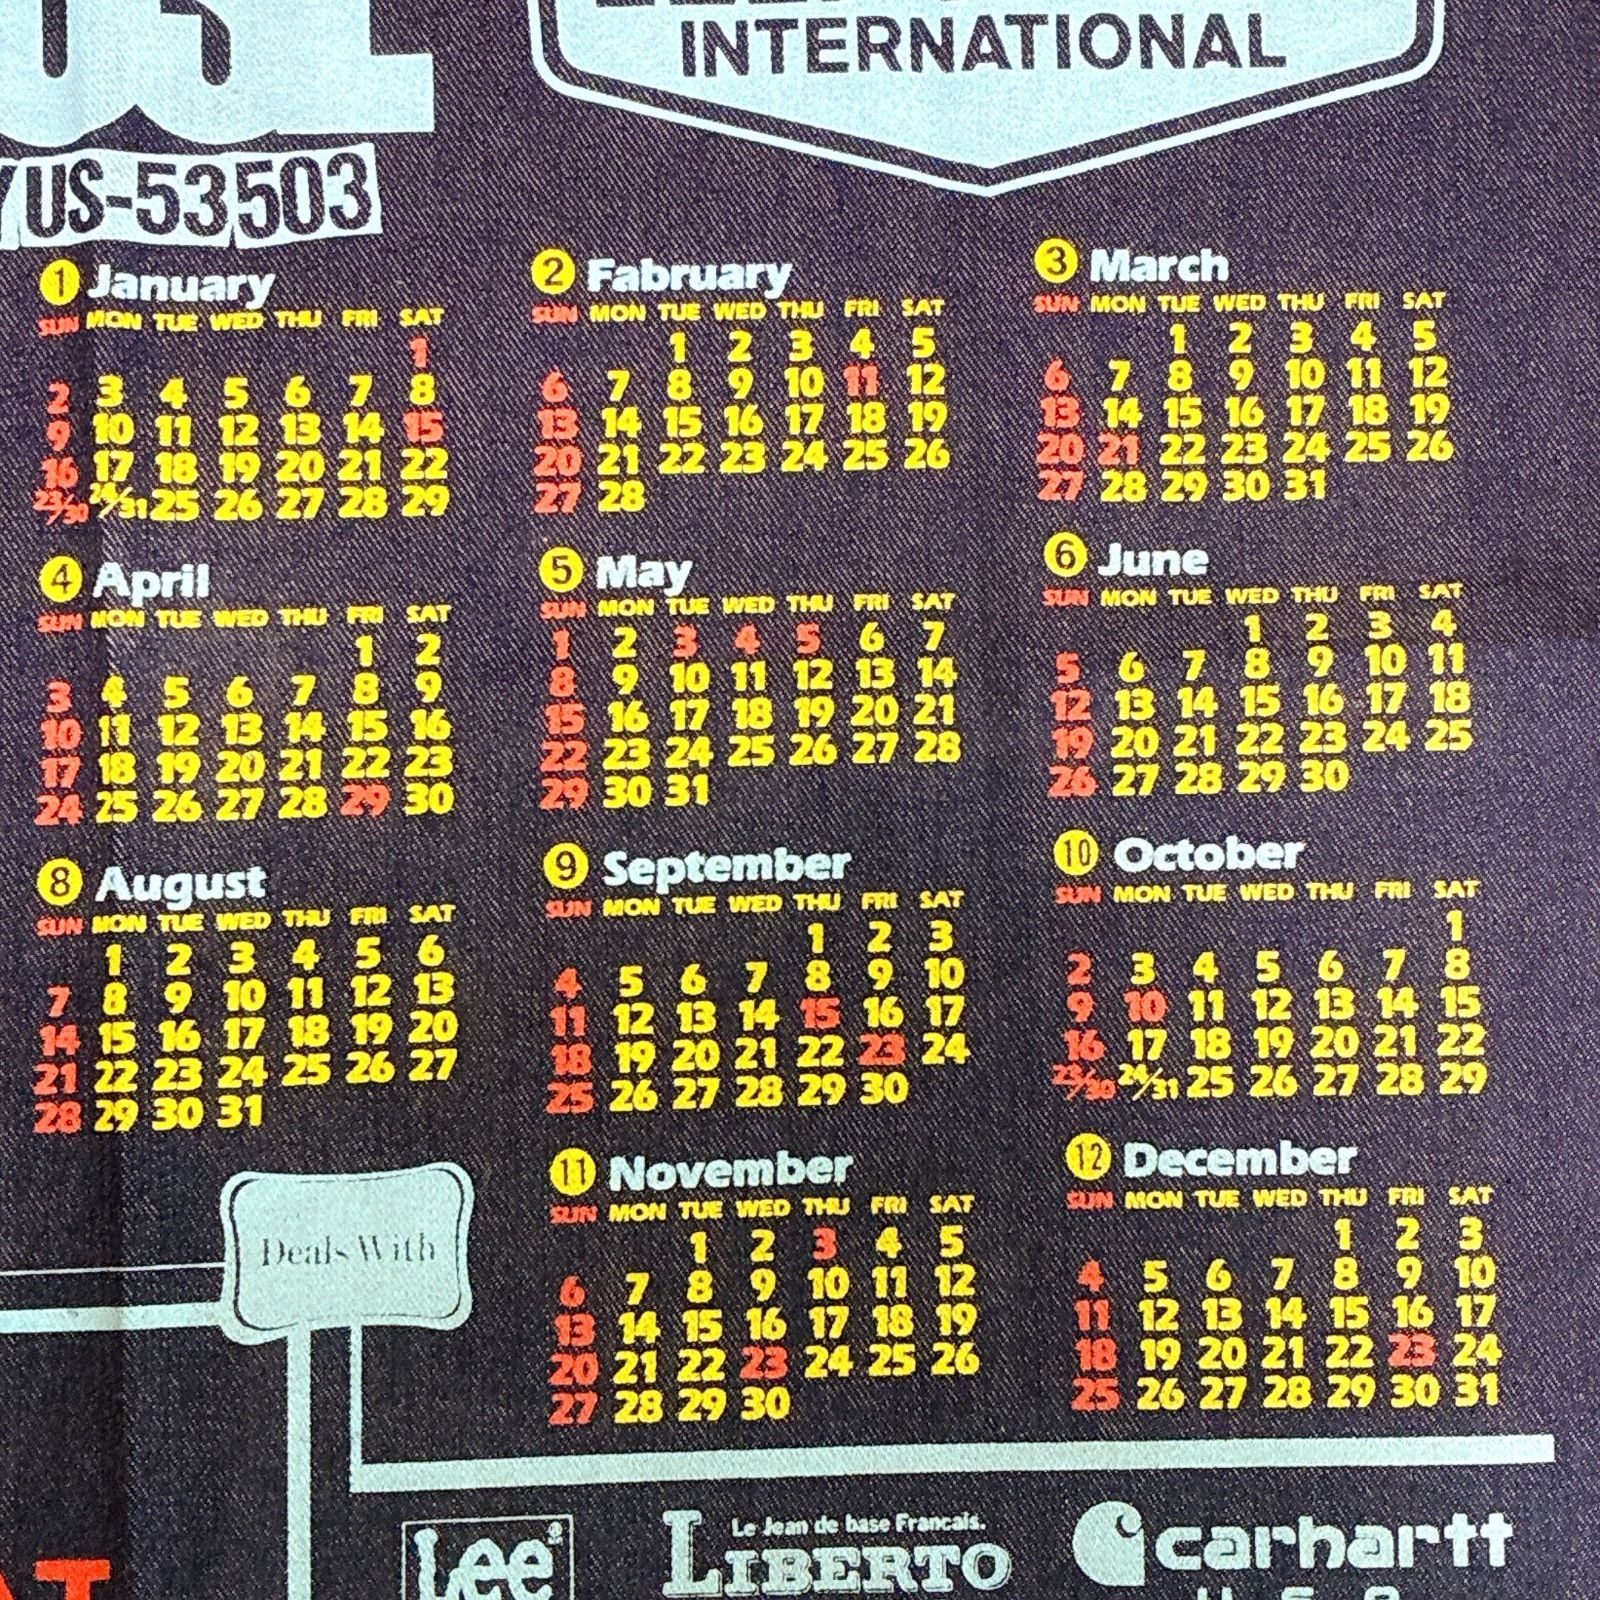 INTERNATIONAL
YUS-53503
1 January
SUN MON TUE WED THU FRI SAT
1
2 3 4 5 6 7 8
9 10 11 12 13 14 15
16 17 18 19 20 21 22
23/30 24/31 25 26 27 28 29
2 Fabruary
SUN MON TUE WED THU FRI SAT
1 2 3 4 5
6 7 8 9 10 11 12
13 14 15 16 17 18 19
20 21 22 23 24 25 26
27 28
3 March
SUN MON TUE WED THU FRI SAT
1 2 3 4 5
6 7 8 9 10 11 12
13 14 15 16 17 18 19
20 21 22 23 24 25 26
27 28 29 30 31
4 April
SUN MON TUE WED THU FRI SAT
1 2
3 4 5 6 7 8 9
10 11 12 13 14 15 16
17 18 19 20 21 22 23
24 25 26 27 28 29 30
5 May
SUN MON TUE WED THU FRI SAT
1 2 3 4 5 6 7
8 9 10 11 12 13 14
15 16 17 18 19 20 21
22 23 24 25 26 27 28
29 30 31
6 June
SUN MON TUE WED THU FRI SAT
1 2 3 4
5 6 7 8 9 10 11
12 13 14 15 16 17 18
19 20 21 22 23 24 25
26 27 28 29 30
8 August
SUN MON TUE WED THU FRI SAT
1 2 3 4 5 6
7 8 9 10 11 12 13
14 15 16 17 18 19 20
21 22 23 24 25 26 27
28 29 30 31
9 September
SUN MON TUE WED THU FRI SAT
1 2 3
4 5 6 7 8 9 10
11 12 13 14 15 16 17
18 19 20 21 22 23 24
25 26 27 28 29 30
10 October
SUN MON TUE WED THU FRI SAT
1
2 3 4 5 6 7 8
9 10 11 12 13 14 15
16 17 18 19 20 21 22
23/30 24/31 25 26 27 28 29
11 November
SUN MON TUE WED THU FRI SAT
1 2 3 4 5
6 7 8 9 10 11 12
13 14 15 16 17 18 19
20 21 22 23 24 25 26
27 28 29 30
12 December
SUN MON TUE WED THU FRI SAT
1 2 3
4 5 6 7 8 9 10
11 12 13 14 15 16 17
18 19 20 21 22 23 24
25 26 27 28 29 30 31
Deals With
Lee®
Le Jean de base Francais.
LIBERTO
carhartt